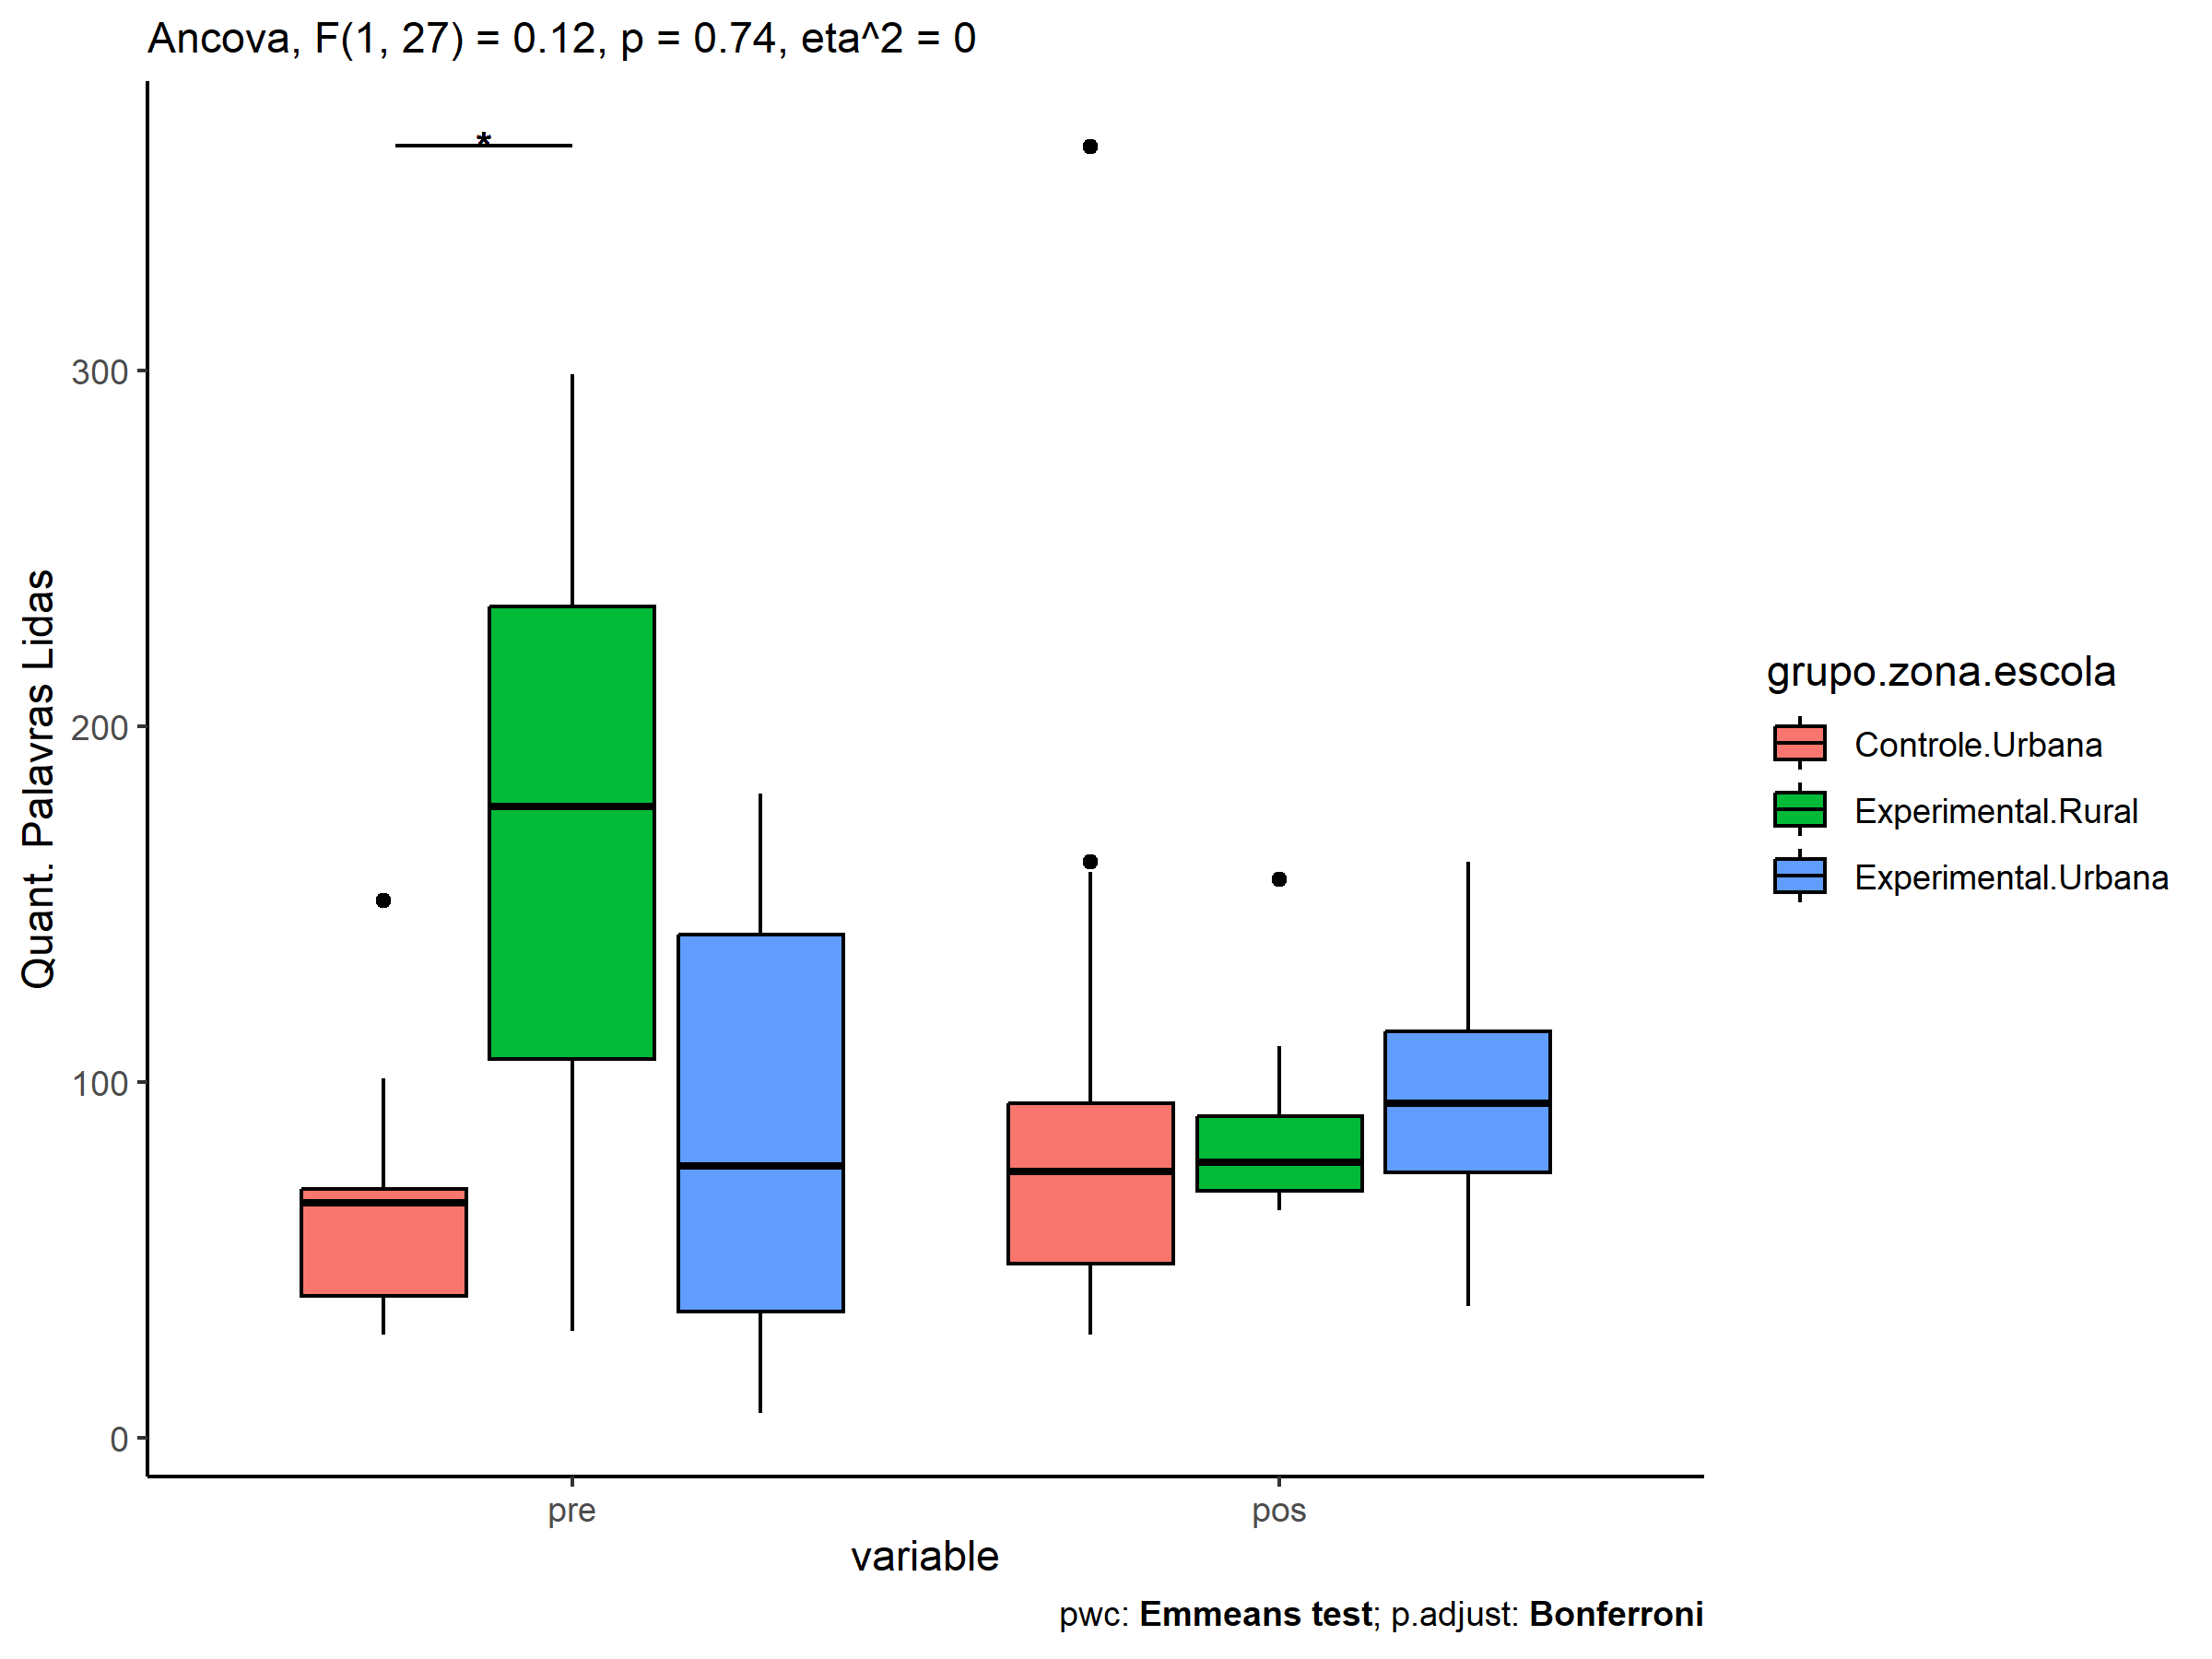 Ancova, F(1, 27) = 0.12, p = 0.74, eta^2 = 0
*
Quant. Palavras Lidas
300
200
100
0
pre
pos
variable
grupo.zona.escola
Controle.Urbana
Experimental.Rural
Experimental.Urbana
pwc: Emmeans test; p.adjust: Bonferroni